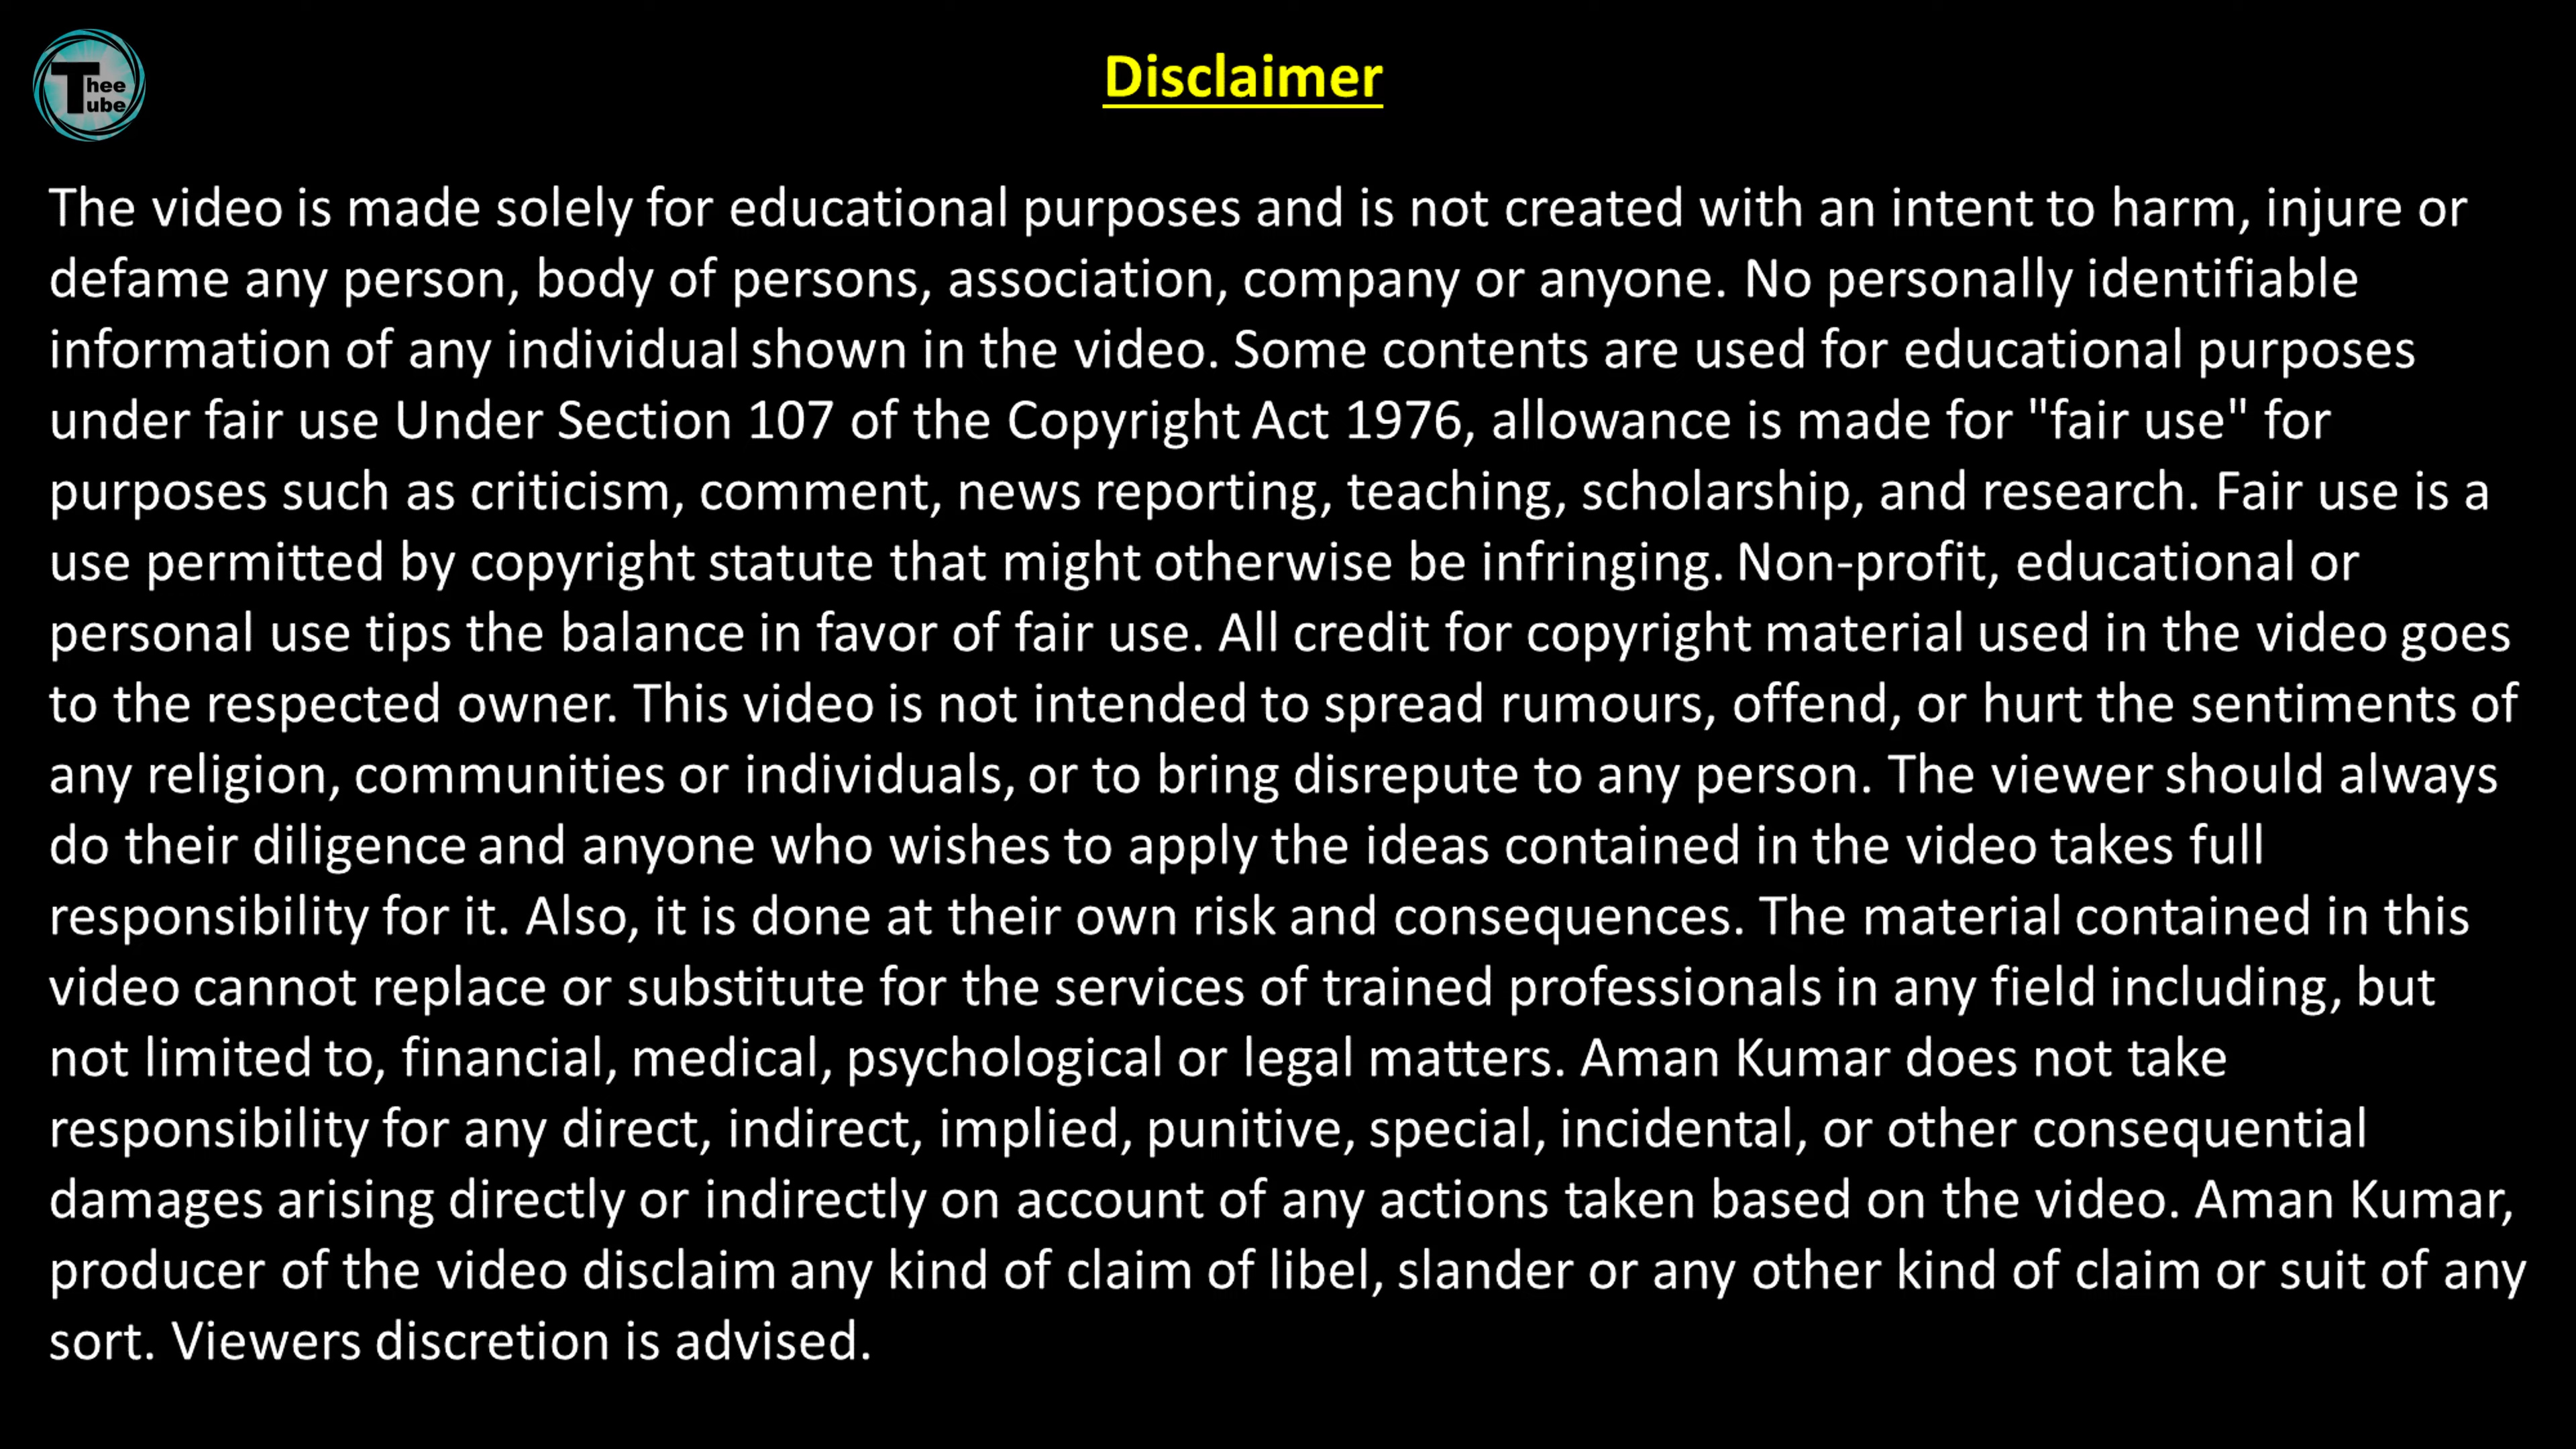 Thee
Tube
Disclaimer
The video is made solely for educational purposes and is not created with an intent to harm, injure or
defame any person, body of persons, association, company or anyone. No personally identifiable
information of any individual shown in the video. Some contents are used for educational purposes
under fair use Under Section 107 of the Copyright Act 1976, allowance is made for "fair use" for
purposes such as criticism, comment, news reporting, teaching, scholarship, and research. Fair use is a
use permitted by copyright statute that might otherwise be infringing. Non-profit, educational or
personal use tips the balance in favor of fair use. All credit for copyright material used in the video goes
to the respected owner. This video is not intended to spread rumours, offend, or hurt the sentiments of
any religion, communities or individuals, or to bring disrepute to any person. The viewer should always
do their diligence and anyone who wishes to apply the ideas contained in the video takes full
responsibility for it. Also, it is done at their own risk and consequences. The material contained in this
video cannot replace or substitute for the services of trained professionals in any field including, but
not limited to, financial, medical, psychological or legal matters. Aman Kumar does not take
responsibility for any direct, indirect, implied, punitive, special, incidental, or other consequential
damages arising directly or indirectly on account of any actions taken based on the video. Aman Kumar,
producer of the video disclaim any kind of claim of libel, slander or any other kind of claim or suit of any
sort. Viewers discretion is advised.